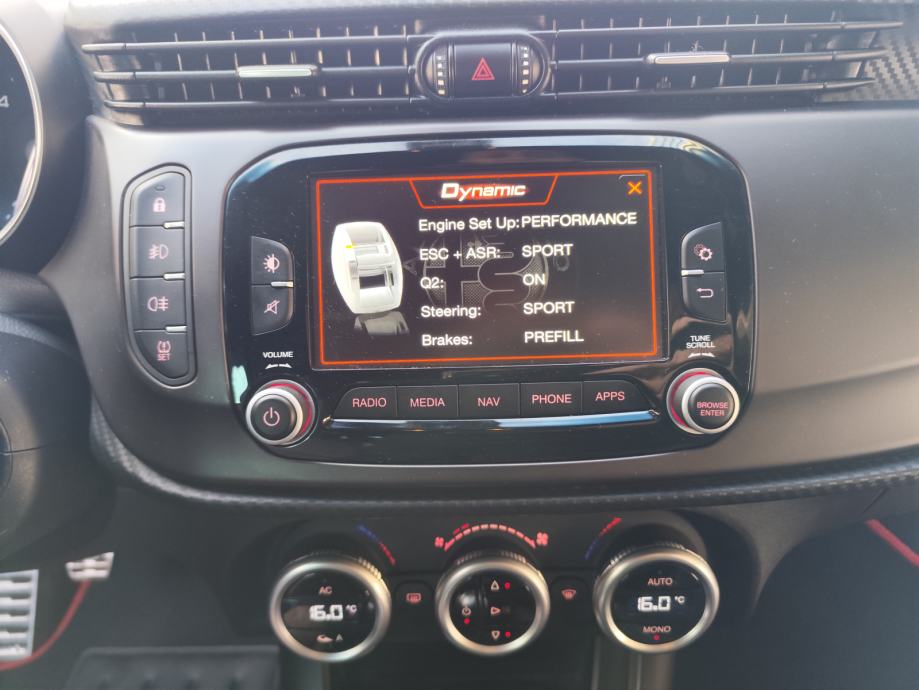 4
Dynamic
Engine Set Up: PERFORMANCE
ESC + ASR: SPORT
Q2: ON
Steering: SPORT
Brakes: PREFILL
SET
VOLUME
TUNE
SCROLL
RADIO
MEDIA
NAV
PHONE
APPS
BROWSE
ENTER
AC
16.0 °C
A
AUTO
16.0 °C
MONO